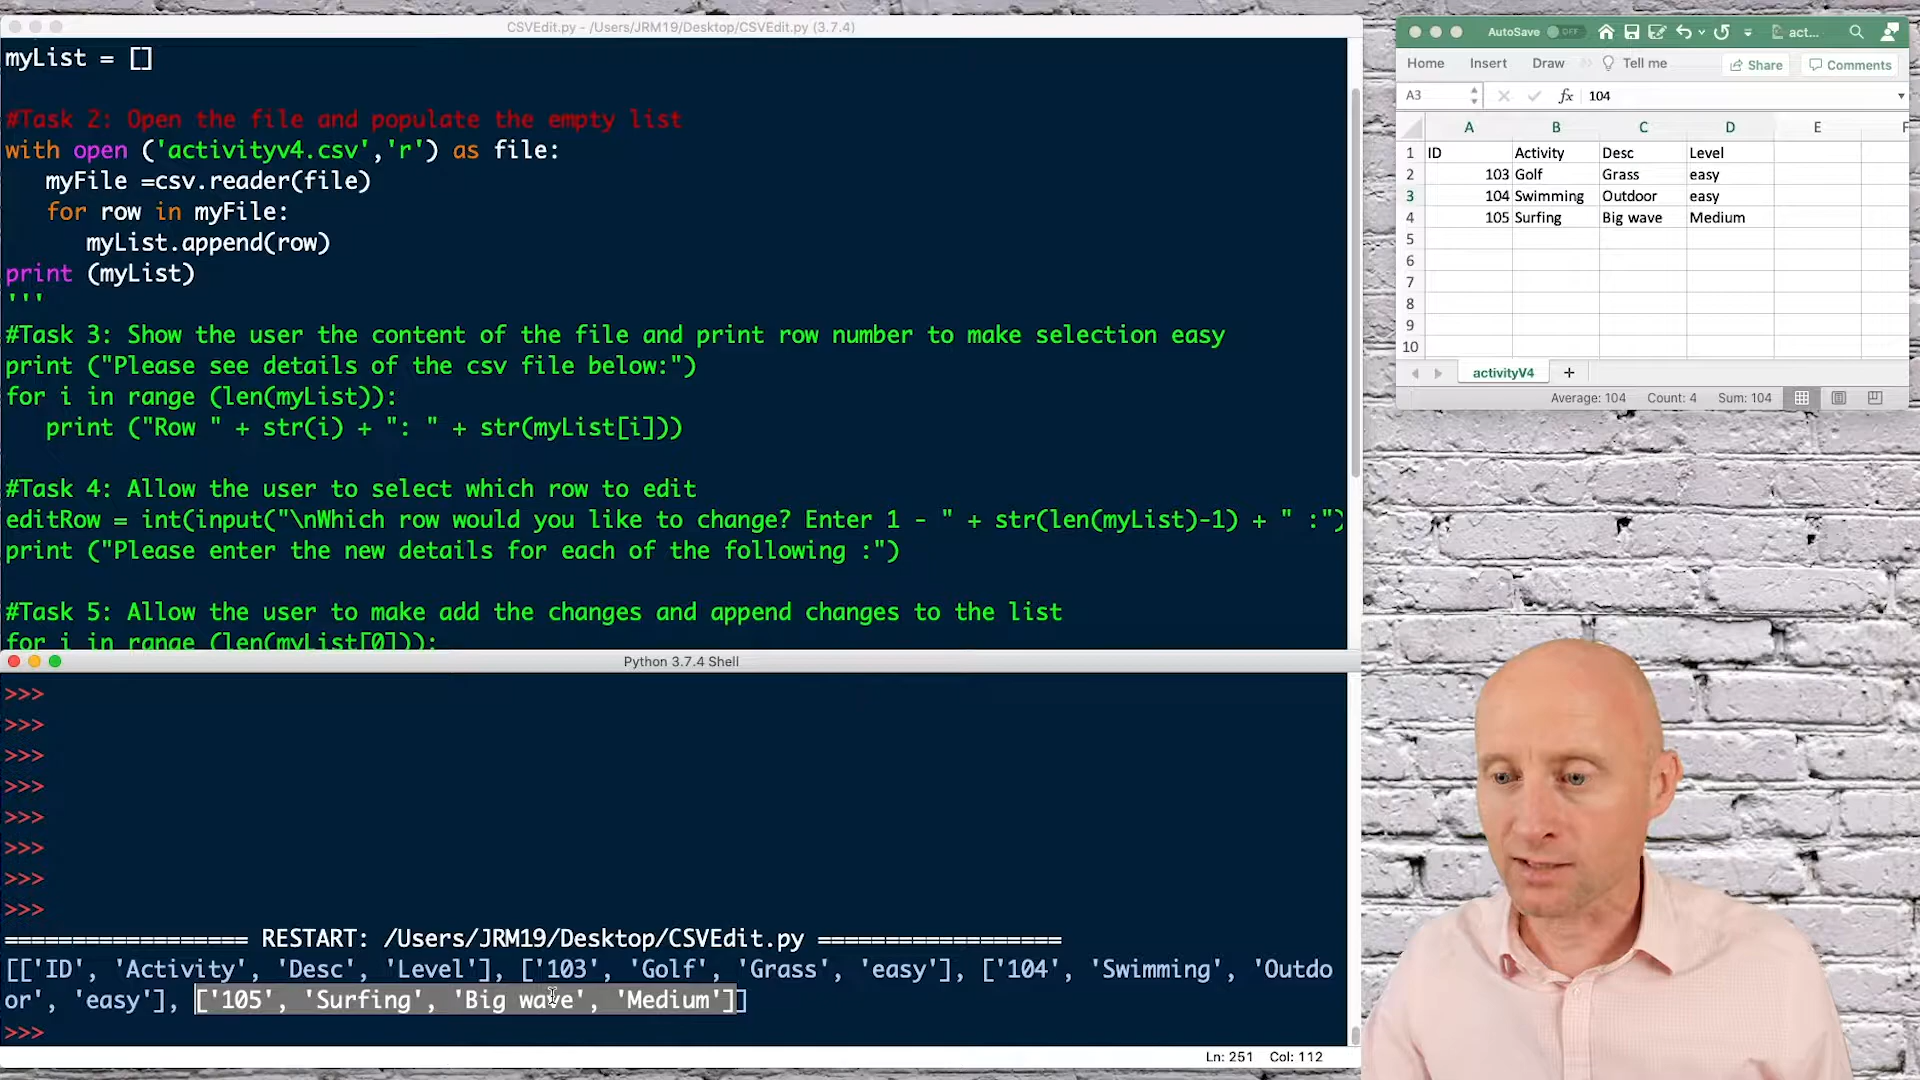 CSVEdit.py - /Users/JRM19/Desktop/CSVEdit.py (3.7.4)
myList = []
#Task 2: Open the file and populate the empty list
with open ('activityv4.csv','r') as file:
myFile =csv.reader(file)
for row in myFile:
myList.append(row)
print (myList)
'''
#Task 3: Show the user the content of the file and print row number to make selection easy
print ("Please see details of the csv file below:")
for i in range (len(myList)):
print ("Row " + str(i) + ": " + str(myList[i]))
#Task 4: Allow the user to select which row to edit
editRow = int(input("\nWhich row would you like to change? Enter 1 - " + str(len(myList)-1) + " :")
print ("Please enter the new details for each of the following :")
#Task 5: Allow the user to make add the changes and append changes to the list
for i in range (len(myList[0])):
Python 3.7.4 Shell
>>>
>>>
>>>
>>>
>>>
>>>
>>>
>>>
================== RESTART: /Users/JRM19/Desktop/CSVEdit.py ==================
[['ID', 'Activity', 'Desc', 'Level'], ['103', 'Golf', 'Grass', 'easy'], ['104', 'Swimming', 'Outdo
or', 'easy'], ['105', 'Surfing', 'Big wave', 'Medium']]
>>>
Ln: 251 Col: 112
AutoSave OFF act...
Home Insert Draw Tell me Share Comments
A3 fx 104
A B C D E F
1 ID Activity Desc Level
2 103 Golf Grass easy
3 104 Swimming Outdoor easy
4 105 Surfing Big wave Medium
5
6
7
8
9
10
activityV4 +
Average: 104 Count: 4 Sum: 104